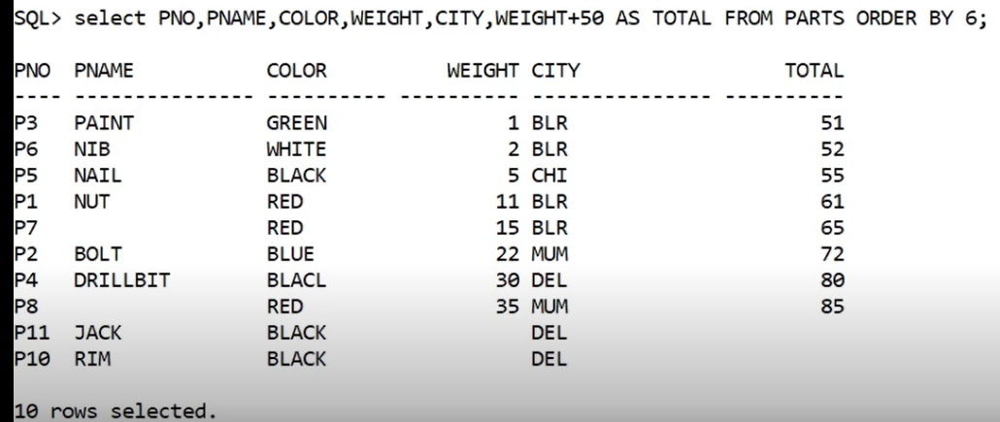 SQL> select PNO,PNAME,COLOR,WEIGHT,CITY,WEIGHT+50 AS TOTAL FROM PARTS ORDER BY 6;
PNO PNAME COLOR WEIGHT CITY TOTAL
---- --------------- ---------- ---------- --------------- ----------
P3 PAINT GREEN 1 BLR 51
P6 NIB WHITE 2 BLR 52
P5 NAIL BLACK 5 CHI 55
P1 NUT RED 11 BLR 61
P7 RED 15 BLR 65
P2 BOLT BLUE 22 MUM 72
P4 DRILLBIT BLACL 30 DEL 80
P8 RED 35 MUM 85
P11 JACK BLACK DEL
P10 RIM BLACK DEL
10 rows selected.